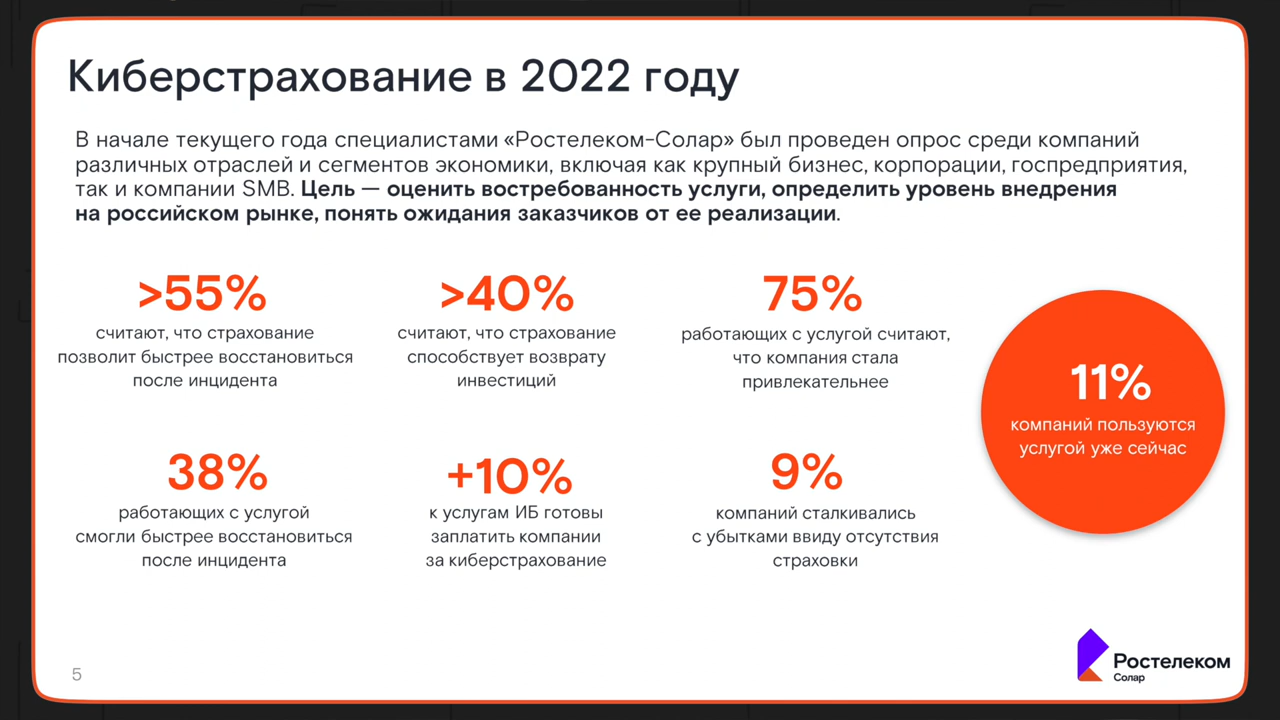 Киберстрахование в 2022 году
В начале текущего года специалистами «Ростелеком-Солар» был проведен опрос среди компаний
различных отраслей и сегментов экономики, включая как крупный бизнес, корпорации, госпредприятия,
так и компании SMB. Цель — оценить востребованность услуги, определить уровень внедрения
на российском рынке, понять ожидания заказчиков от ее реализации.
>55%
считают, что страхование
позволит быстрее восстановиться
после инцидента
>40%
считают, что страхование
способствует возврату
инвестиций
75%
работающих с услугой считают,
что компания стала
привлекательнее
38%
работающих с услугой
смогли быстрее восстановиться
после инцидента
+10%
к услугам ИБ готовы
заплатить компании
за киберстрахование
9%
компаний сталкивались
с убытками ввиду отсутствия
страховки
11%
компаний пользуются
услугой уже сейчас
5
Ростелеком
Солар